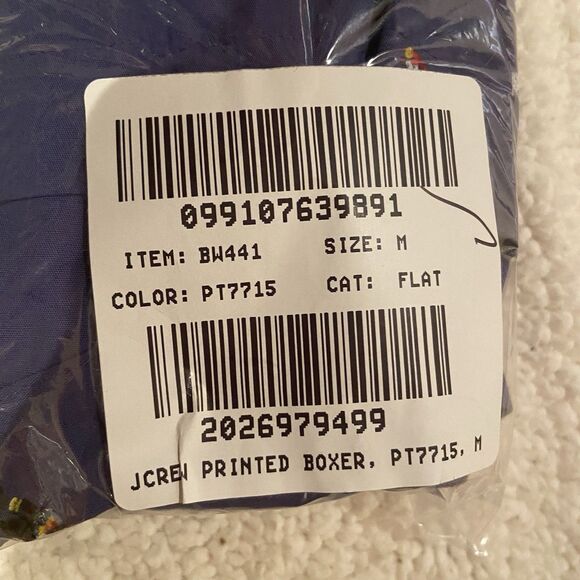 099107639891
ITEM: BW441 SIZE: M
COLOR: PT7715 CAT: FLAT
2026979499
JCREW PRINTED BOXER, PT7715, M